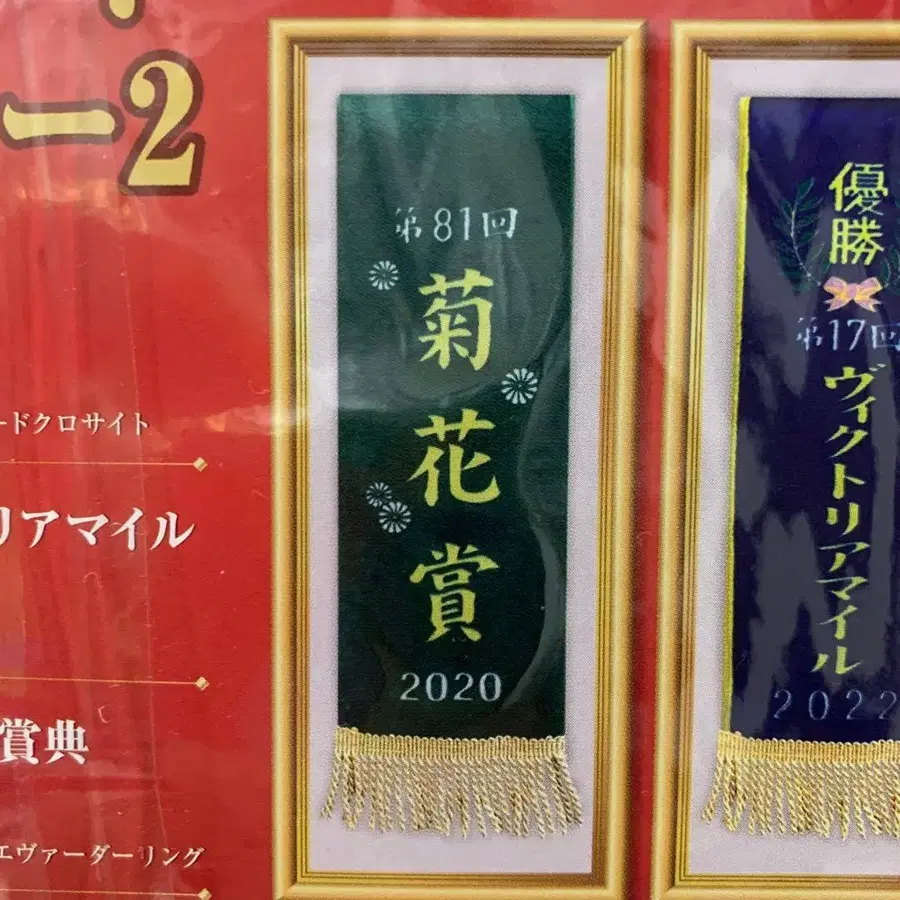 ー2
ードクロサイト
リアマイル
賞典
エヴァーダーリング
第81回
菊花賞
2020
優勝
第17回
ヴィクトリアマイル
2022